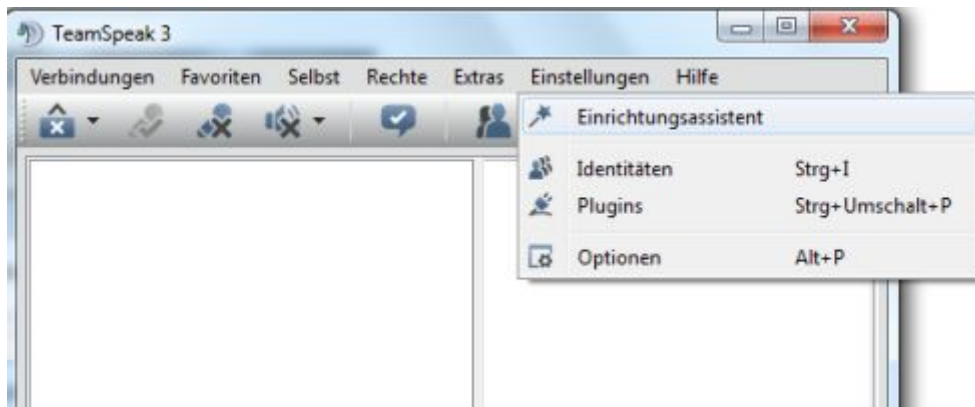 TeamSpeak 3
Verbindungen Favoriten Selbst Rechte Extras Einstellungen Hilfe
Einrichtungsassistent
Identitäten Strg+I
Plugins Strg+Umschalt+P
Optionen Alt+P